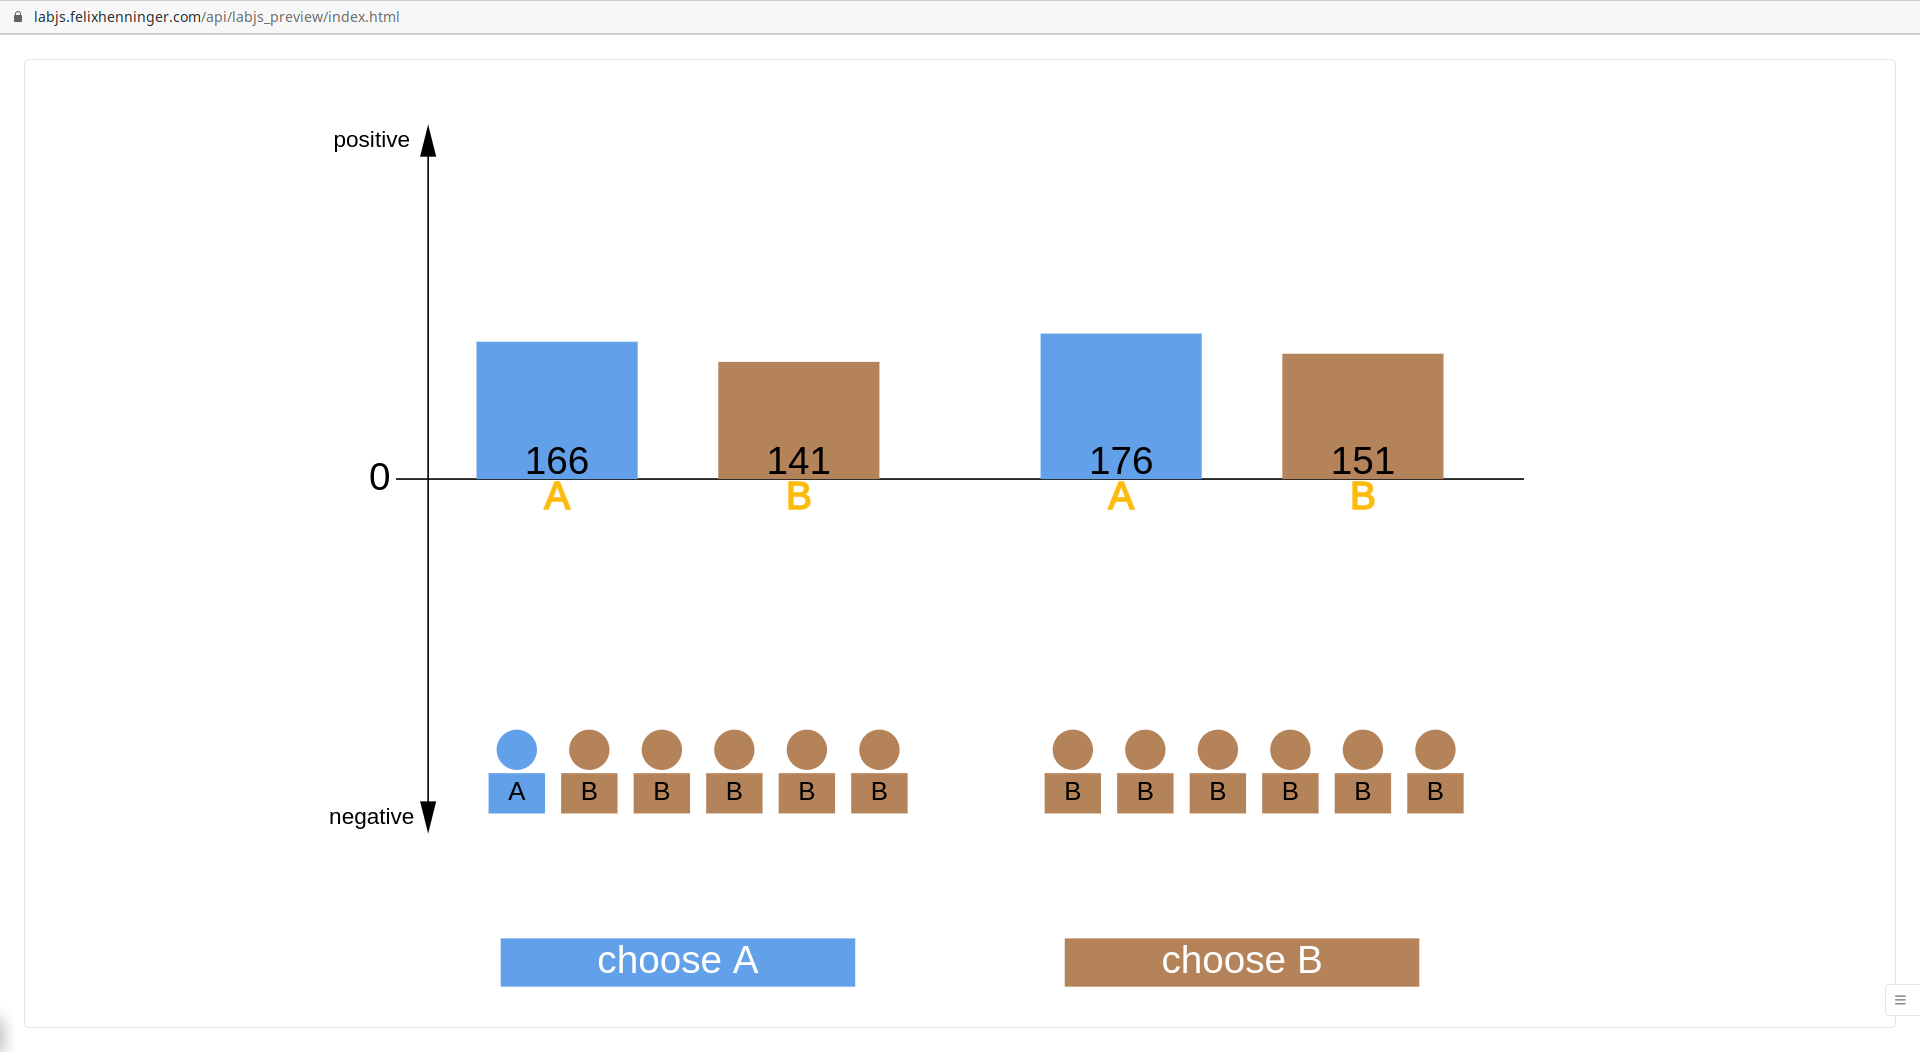 labjs.felixhenninger.com/api/labjs_preview/index.html
positive
0
166 141 176 151
A B A B
A B B B B B B B B B B B
negative
choose A choose B